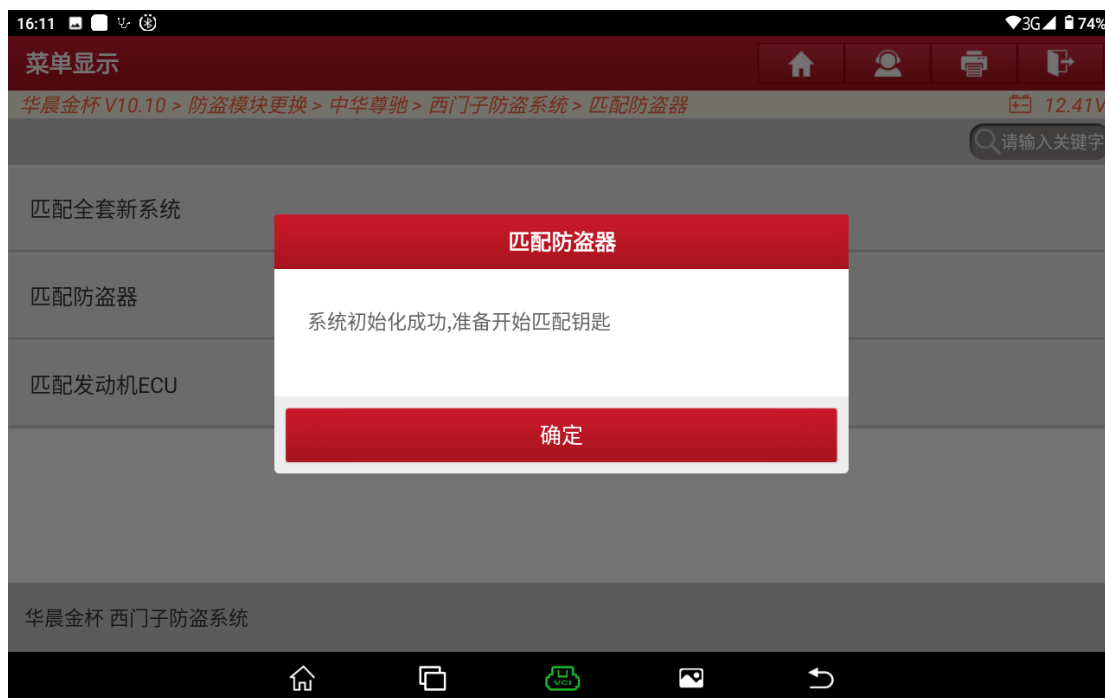 16:11 3G 74%
菜单显示
华晨金杯 V10.10 > 防盗模块更换 > 中华尊驰 > 西门子防盗系统 > 匹配防盗器 12.41V
请输入关键字
匹配全套新系统
匹配防盗器
匹配防盗器
系统初始化成功,准备开始匹配钥匙
匹配发动机ECU
确定
华晨金杯 西门子防盗系统
VCI